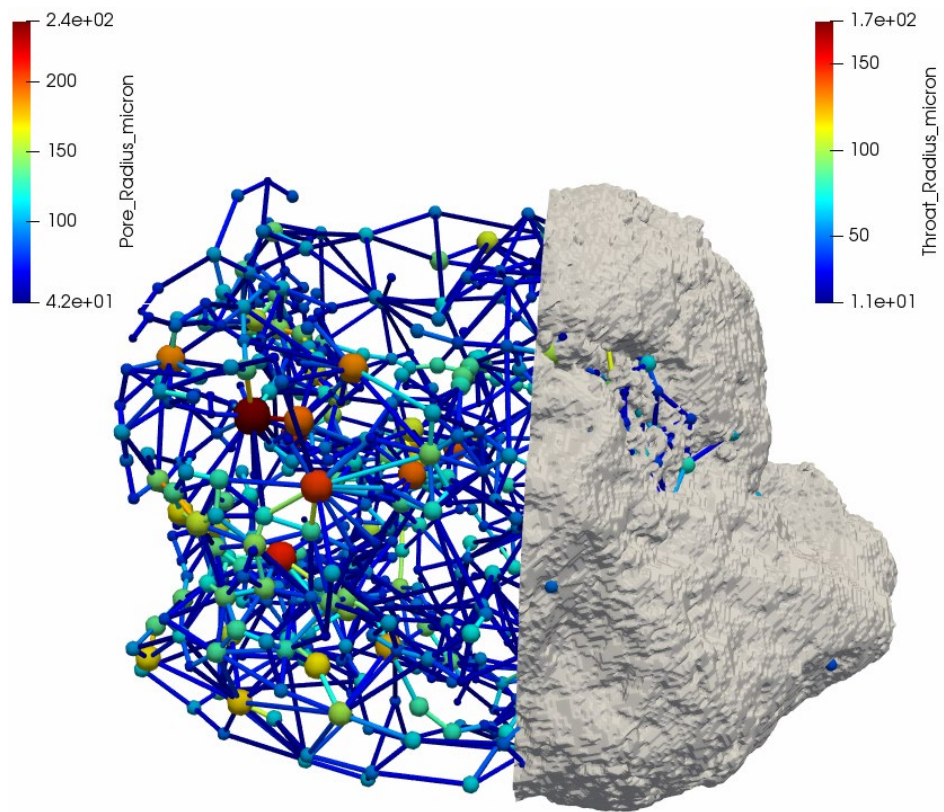 2.4e+02
200
150
100
4.2e+01
Pore_Radius_micron
1.7e+02
150
100
50
1.1e+01
Throat_Radius_micron